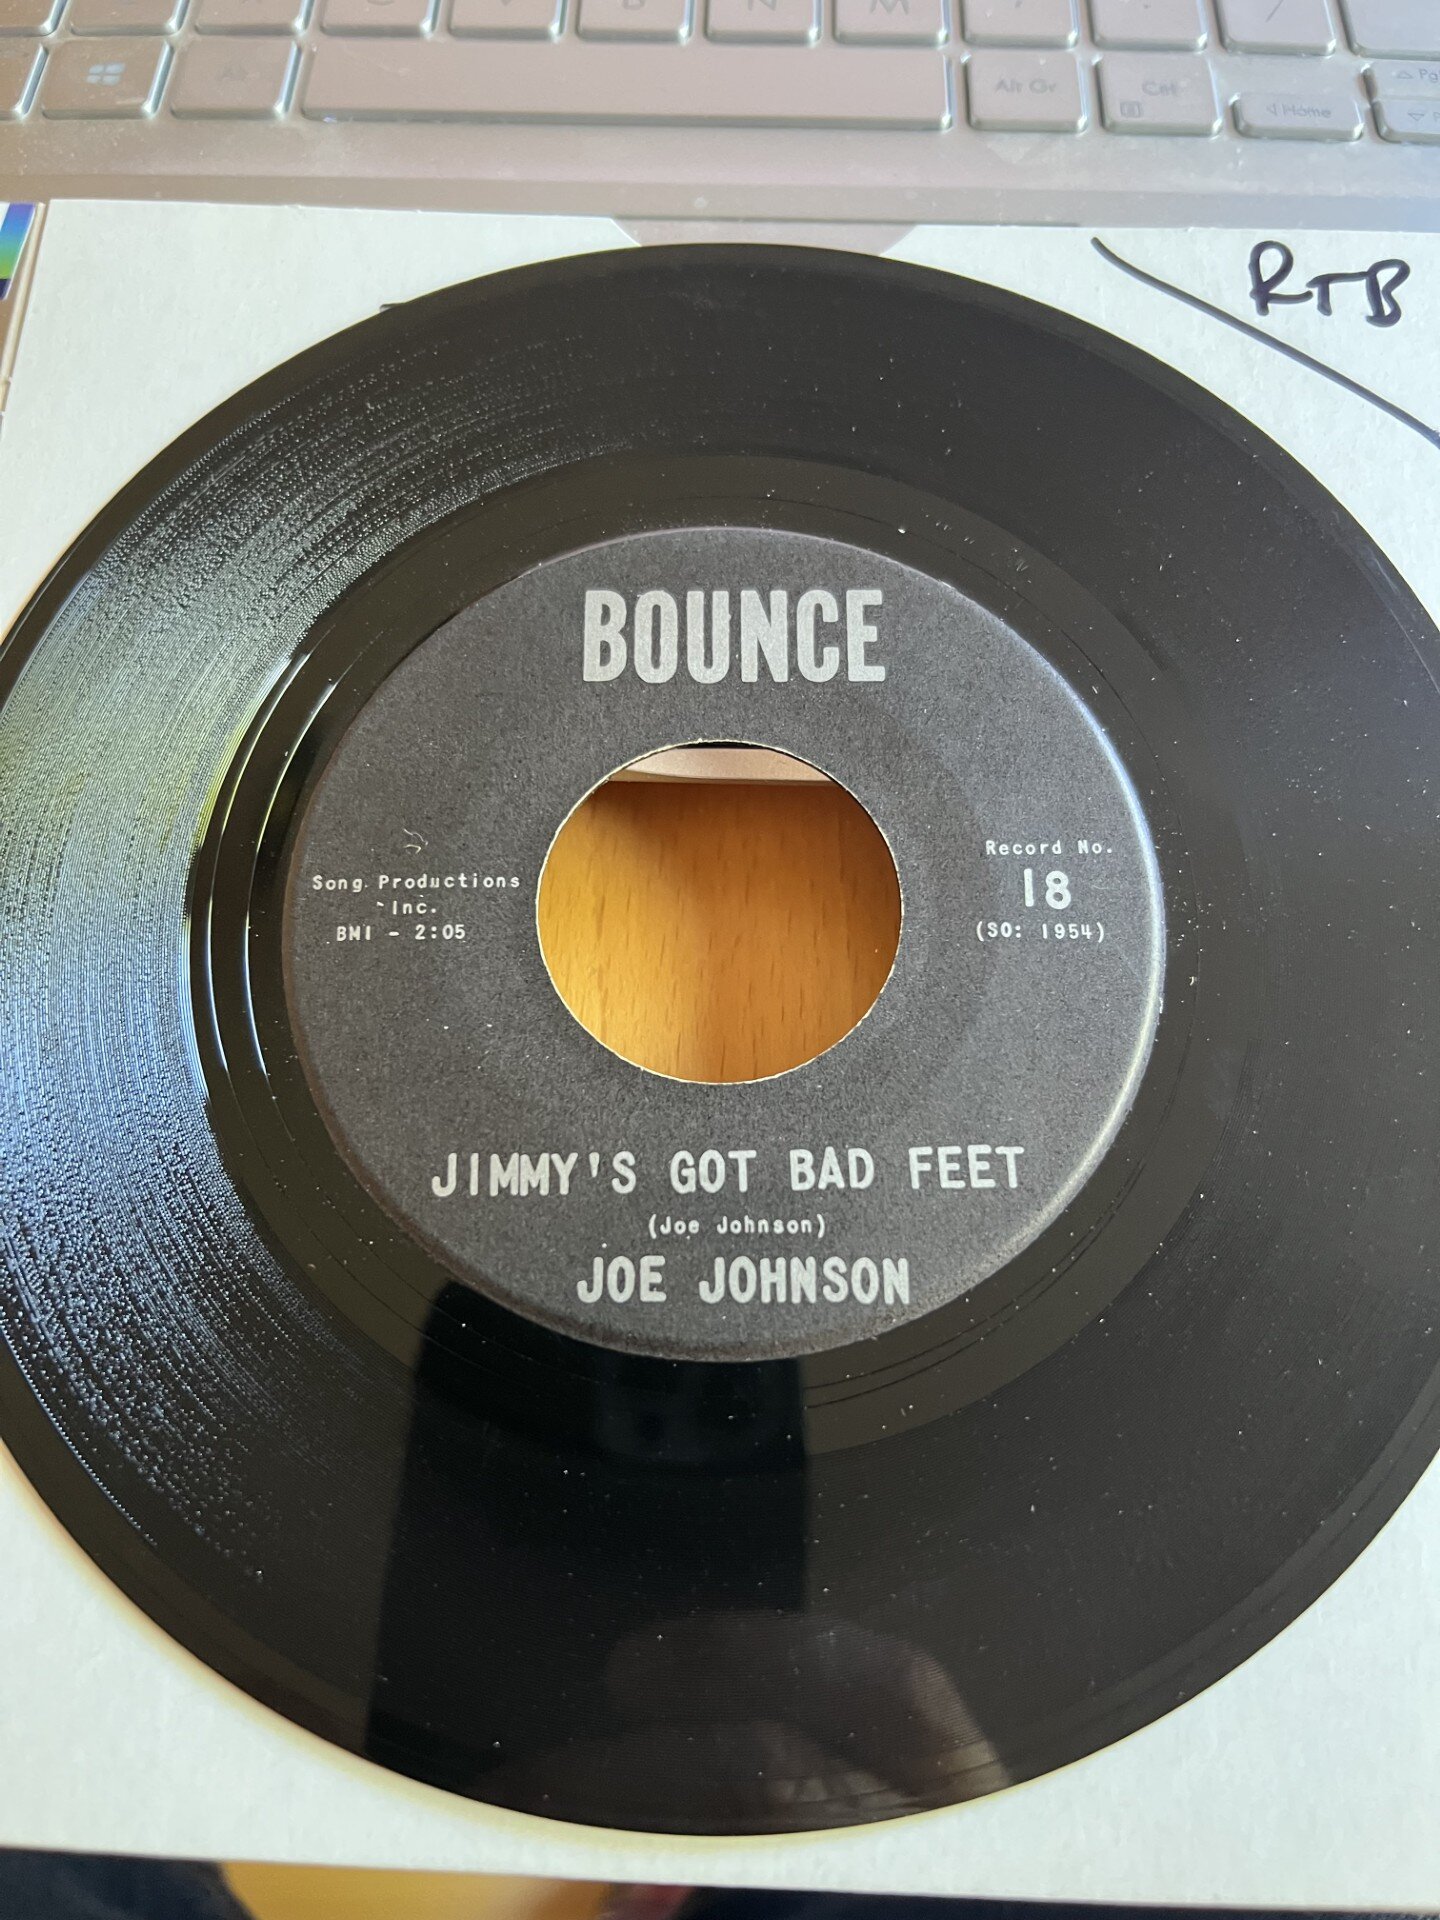 C V B N M
Alt Alt Gr Ctrl
Home
RTB
BOUNCE
Song Productions
Inc.
BMI - 2:05
Record No.
18
(SO: 1954)
JIMMY'S GOT BAD FEET
(Joe Johnson)
JOE JOHNSON